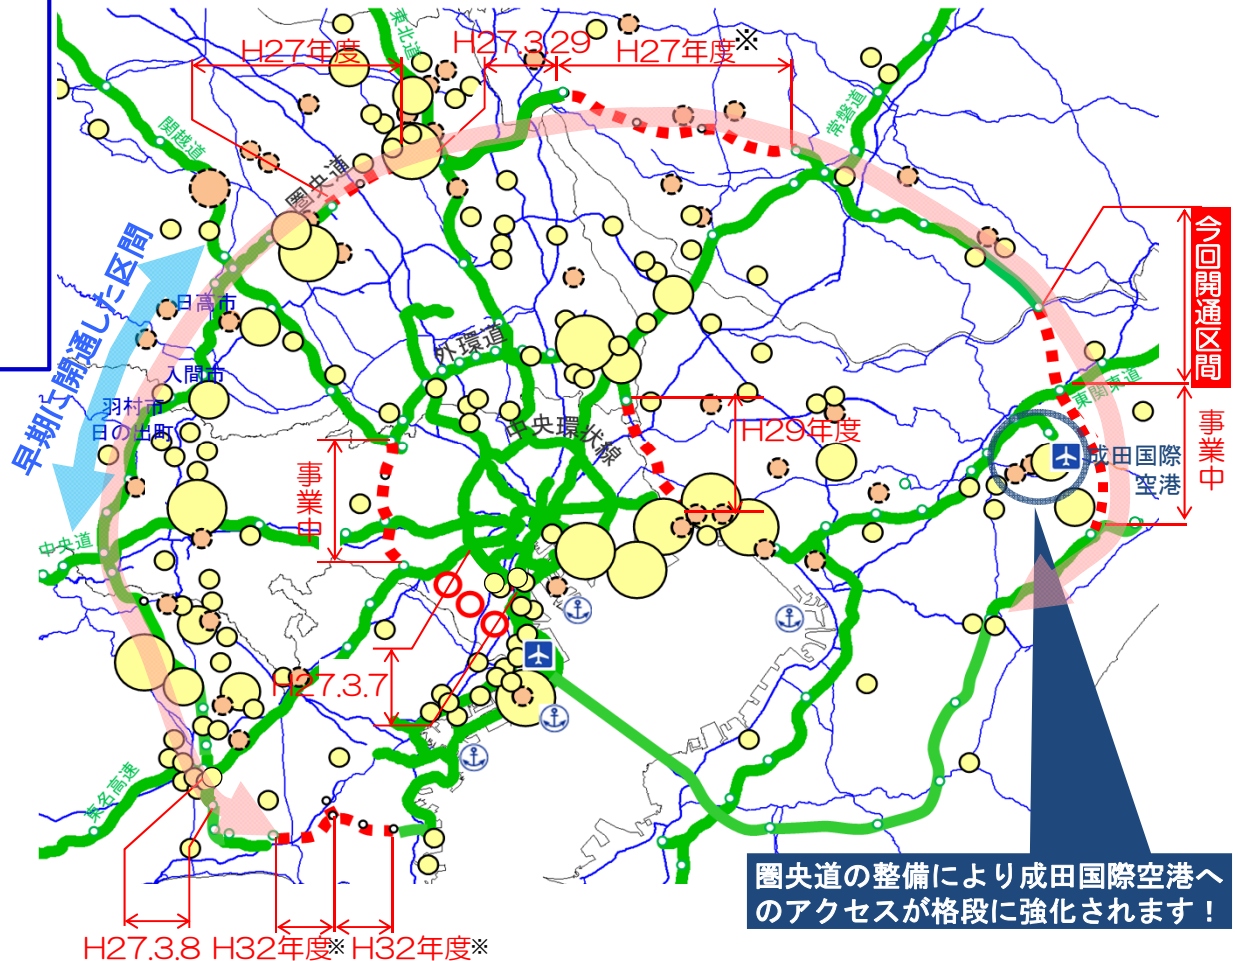 H27年度
H27.3.29
H27年度※
東北道
関越道
圏央道
常磐道
今回開通区間
早期に開通した区間
日高市
入間市
羽村市
日の出町
外環道
中央環状線
東関東道
H29年度
事業中
成田国際
空港
事業中
中央道
H27.3.7
東名高速
圏央道の整備により成田国際空港へ
のアクセスが格段に強化されます！
H27.3.8
H32年度※
H32年度※